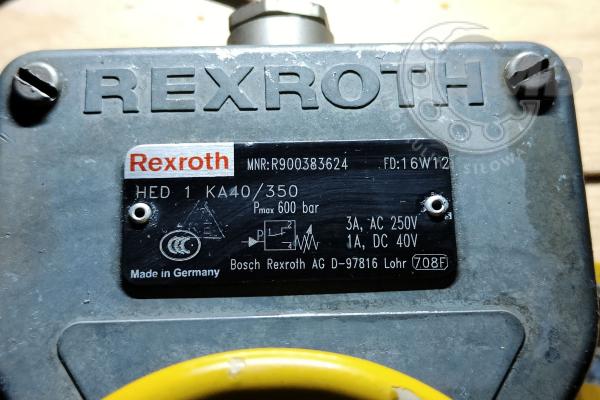 REXROTH
Rexroth MNR:R900383624 FD:16W12
HED 1 KA40/350
Pmax 600 bar
P
3A, AC 250V
1A, DC 40V
CCC
Made in Germany
Bosch Rexroth AG D-97816 Lohr 708F